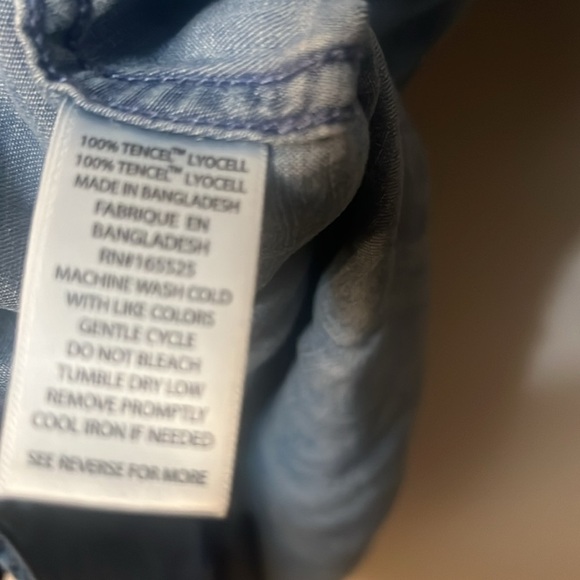 100% TENCEL™ LYOCELL
100% TENCEL™ LYOCELL
MADE IN BANGLADESH
FABRIQUE EN
BANGLADESH
RN#165525
MACHINE WASH COLD
WITH LIKE COLORS
GENTLE CYCLE
DO NOT BLEACH
TUMBLE DRY LOW
REMOVE PROMPTLY
COOL IRON IF NEEDED
SEE REVERSE FOR MORE